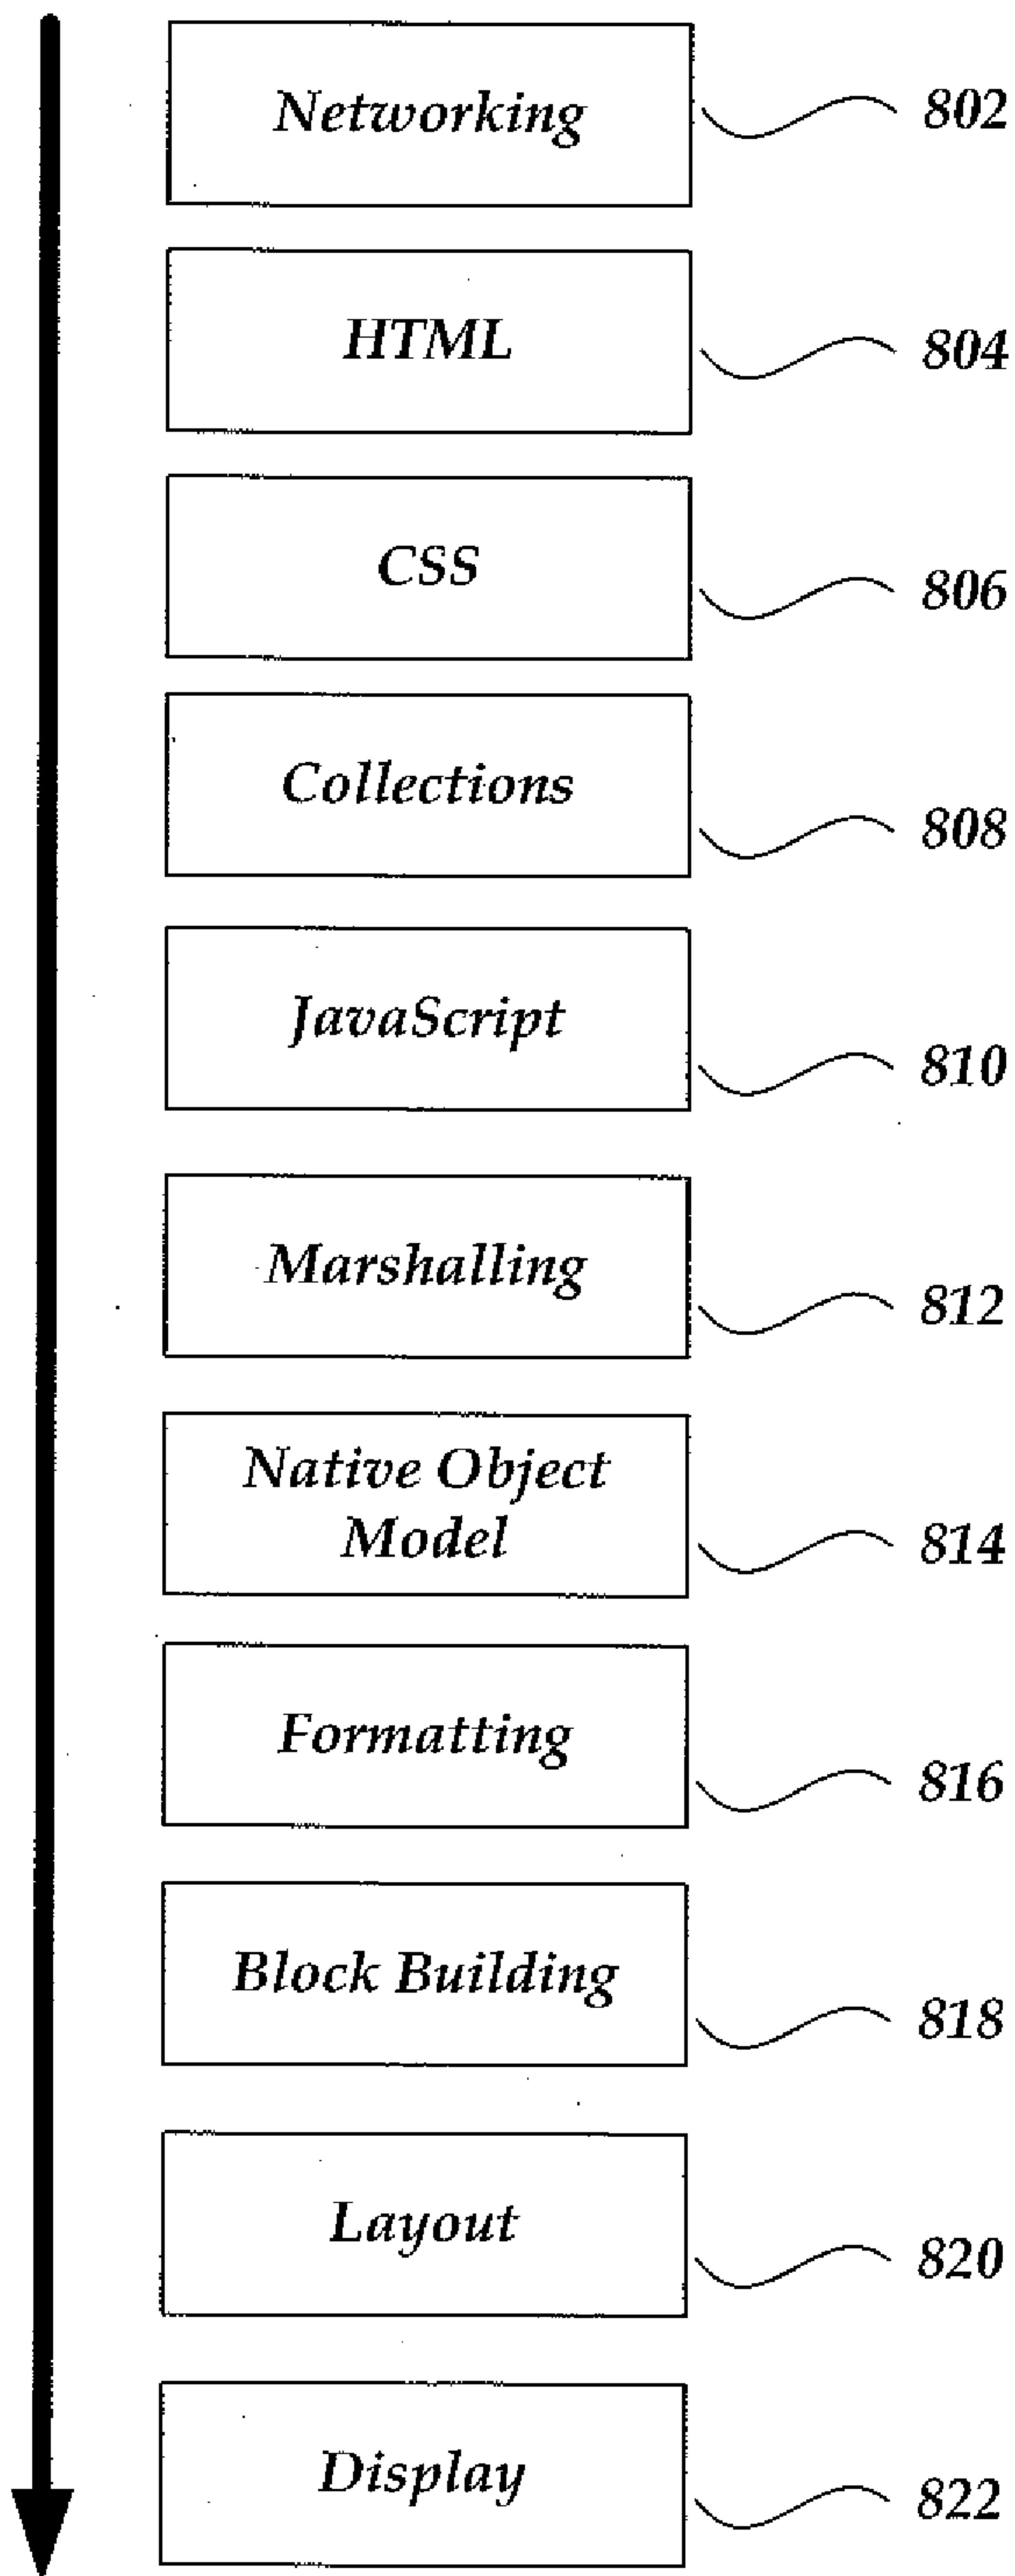 Networking
802
HTML
804
CSS
806
Collections
808
JavaScript
810
Marshalling
812
Native Object
Model
814
Formatting
816
Block Building
818
Layout
820
Display
822